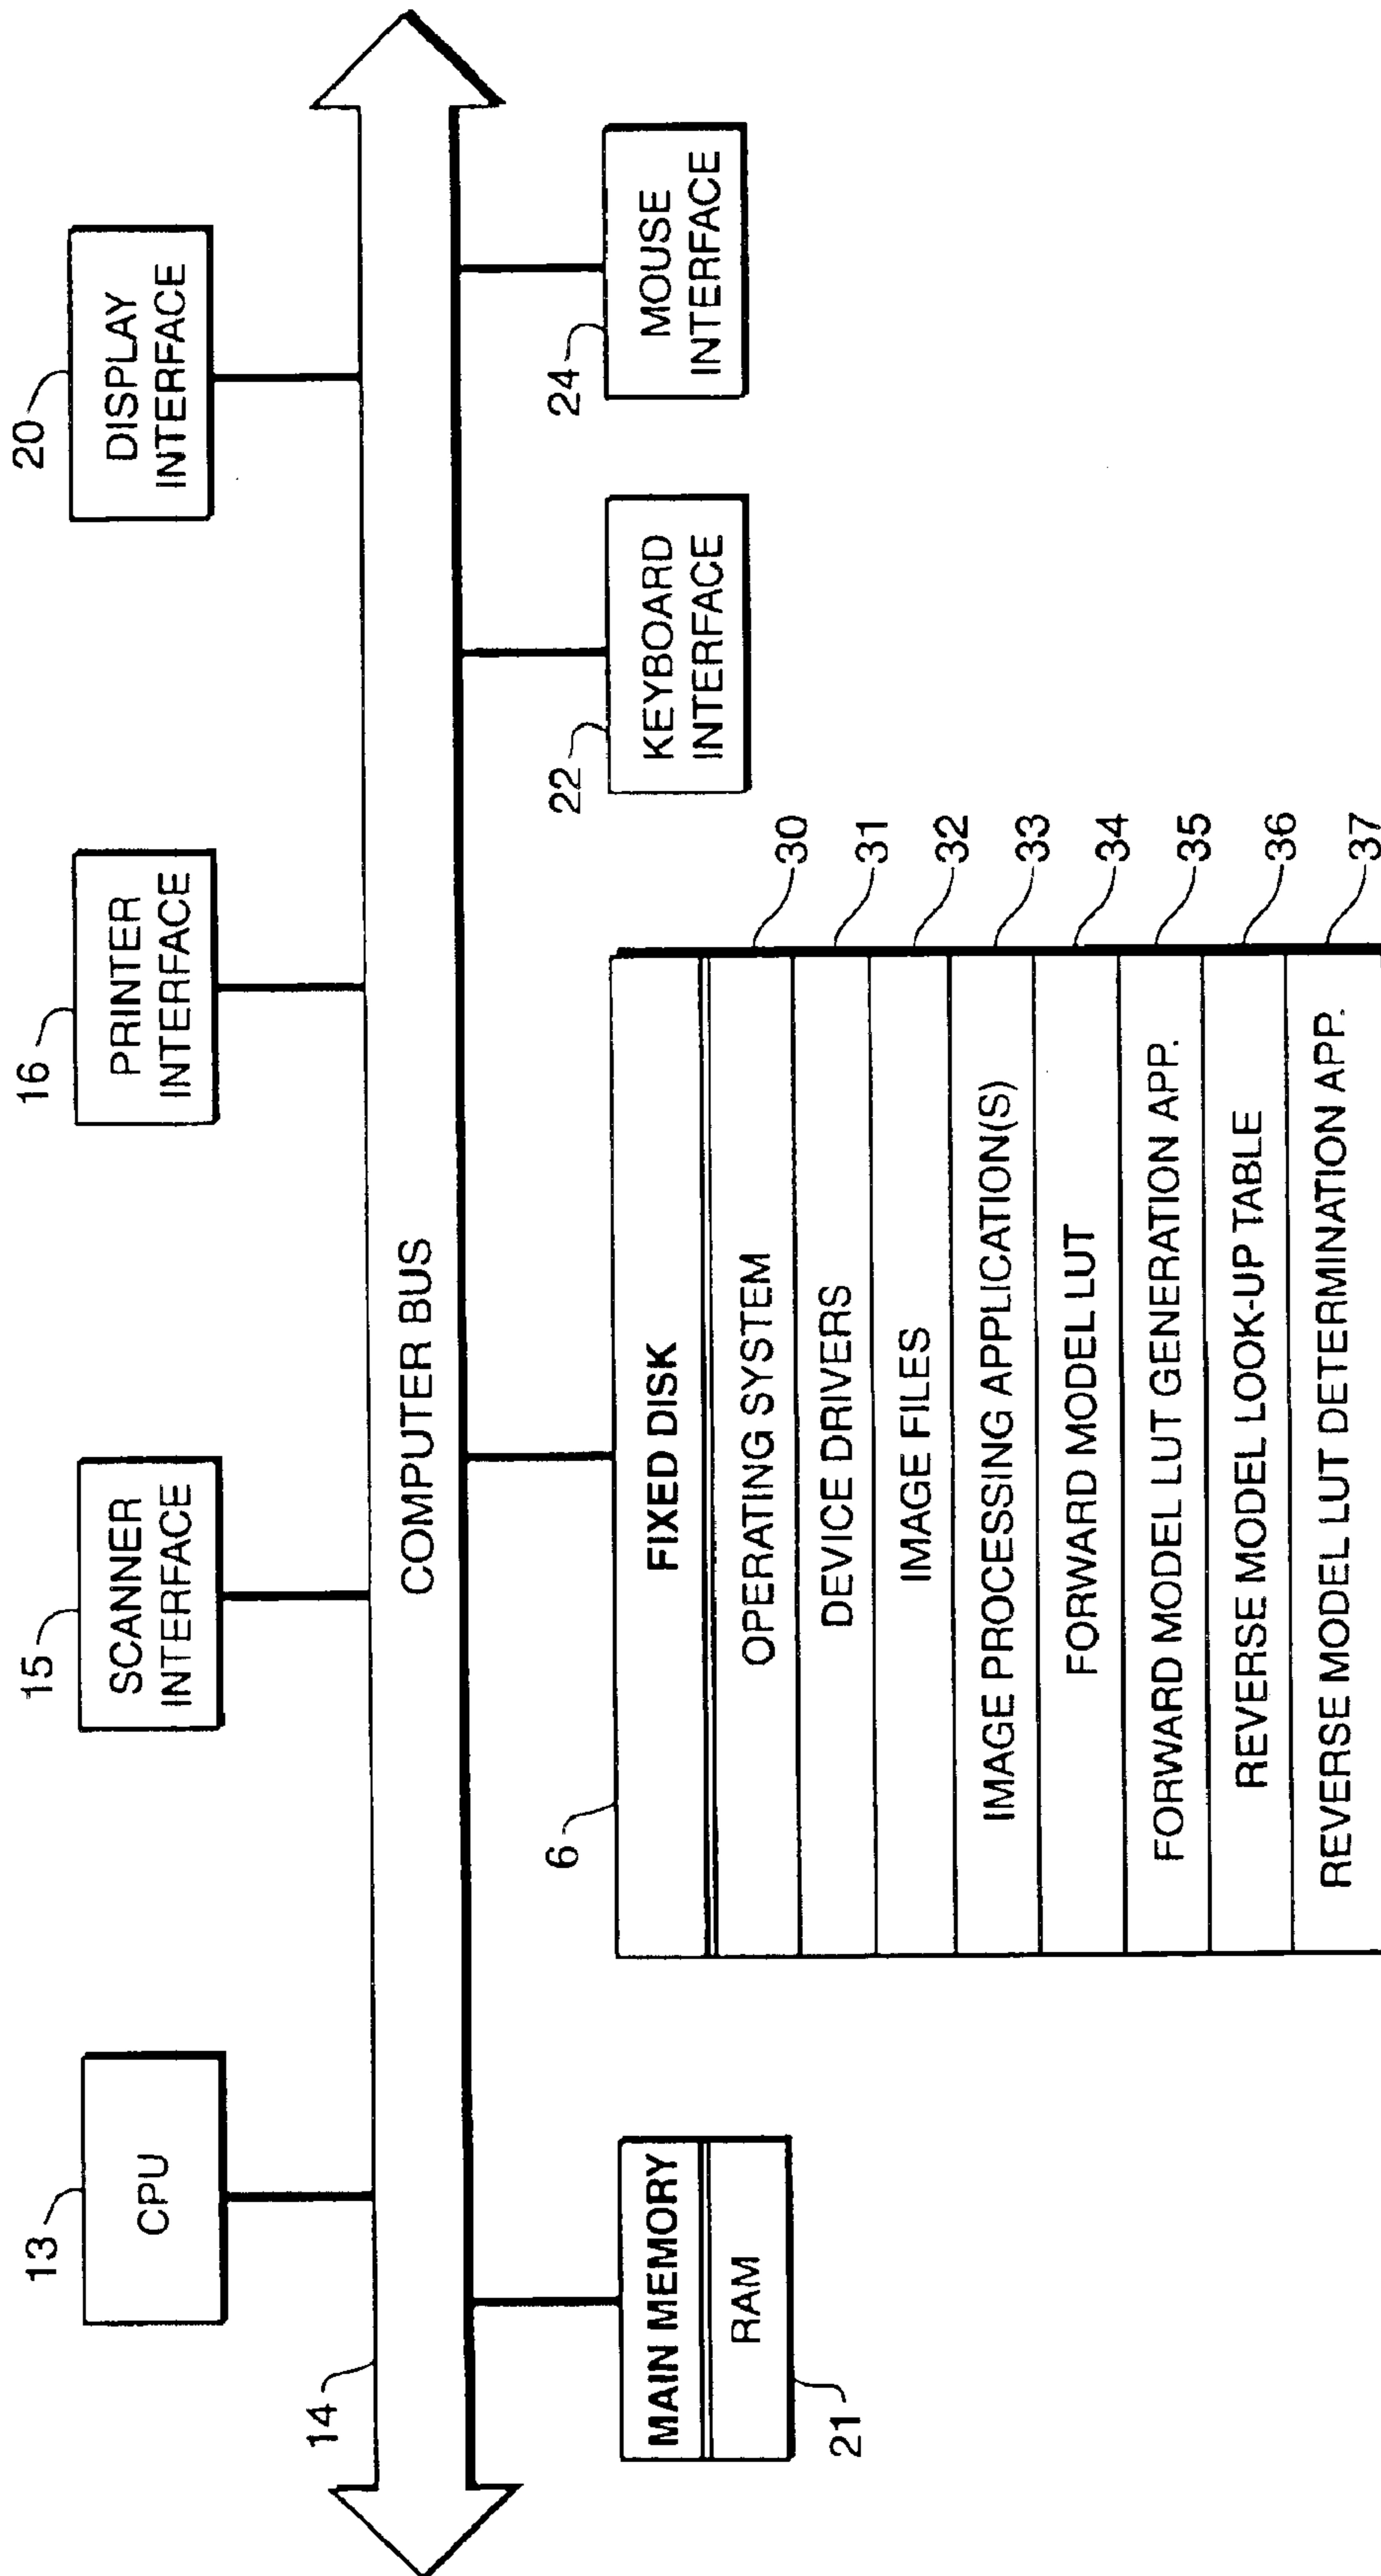 13
CPU
15
SCANNER
INTERFACE
16
PRINTER
INTERFACE
20
DISPLAY
INTERFACE
14
COMPUTER BUS
MAIN MEMORY
RAM
21
6
FIXED DISK
OPERATING SYSTEM
30
DEVICE DRIVERS
31
IMAGE FILES
32
IMAGE PROCESSING APPLICATION(S)
33
FORWARD MODEL LUT
34
FORWARD MODEL LUT GENERATION APP.
35
REVERSE MODEL LOOK-UP TABLE
36
REVERSE MODEL LUT DETERMINATION APP.
37
22
KEYBOARD
INTERFACE
24
MOUSE
INTERFACE